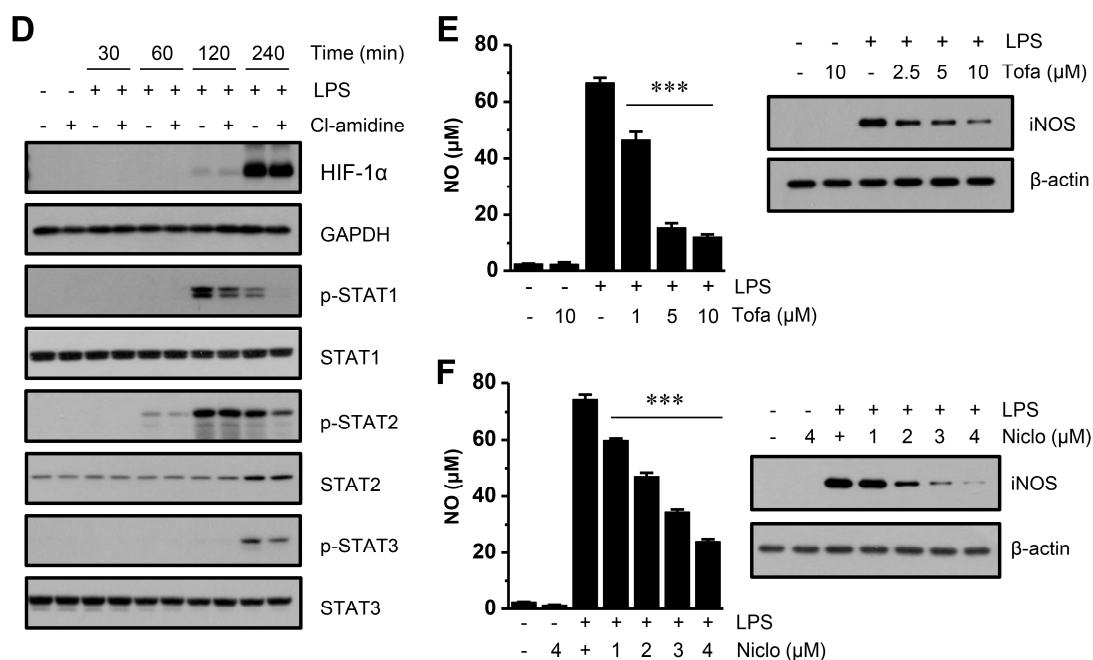 D
30 60 120 240 Time (min)
- - + + + + + + + + LPS
- + - + - + - + - + Cl-amidine
HIF-1α
GAPDH
p-STAT1
STAT1
p-STAT2
STAT2
p-STAT3
STAT3
E
80
60
40
20
0
NO (μM)
***
- - + + + + LPS
- 10 - 1 5 10 Tofa (μM)
- - + + + + LPS
- 10 - 2.5 5 10 Tofa (μM)
iNOS
β-actin
F
80
60
40
20
0
NO (μM)
***
- - + + + + + LPS
- 4 + 1 2 3 4 Niclo (μM)
- - + + + + + LPS
- 4 + 1 2 3 4 Niclo (μM)
iNOS
β-actin